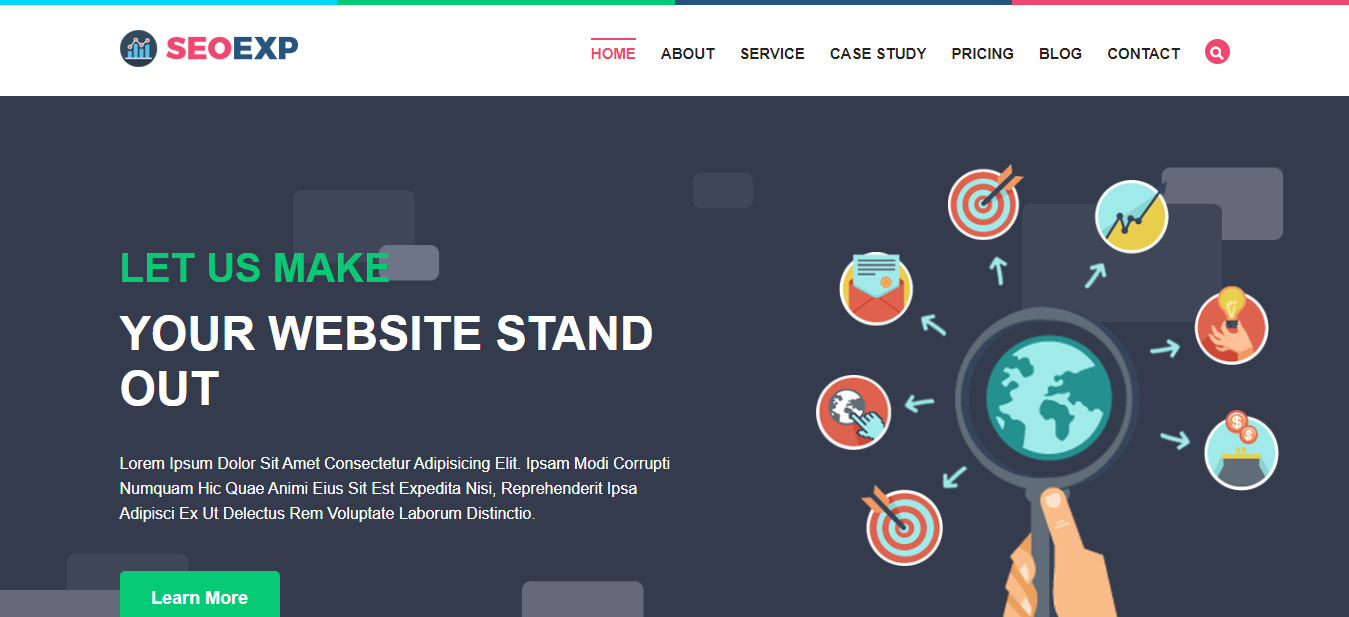 SEOEXP
HOME ABOUT SERVICE CASE STUDY PRICING BLOG CONTACT
LET US MAKE
YOUR WEBSITE STAND
OUT
Lorem Ipsum Dolor Sit Amet Consectetur Adipisicing Elit. Ipsam Modi Corrupti
Numquam Hic Quae Animi Eius Sit Est Expedita Nisi, Reprehenderit Ipsa
Adipisci Ex Ut Delectus Rem Voluptate Laborum Distinctio.
Learn More
$
$